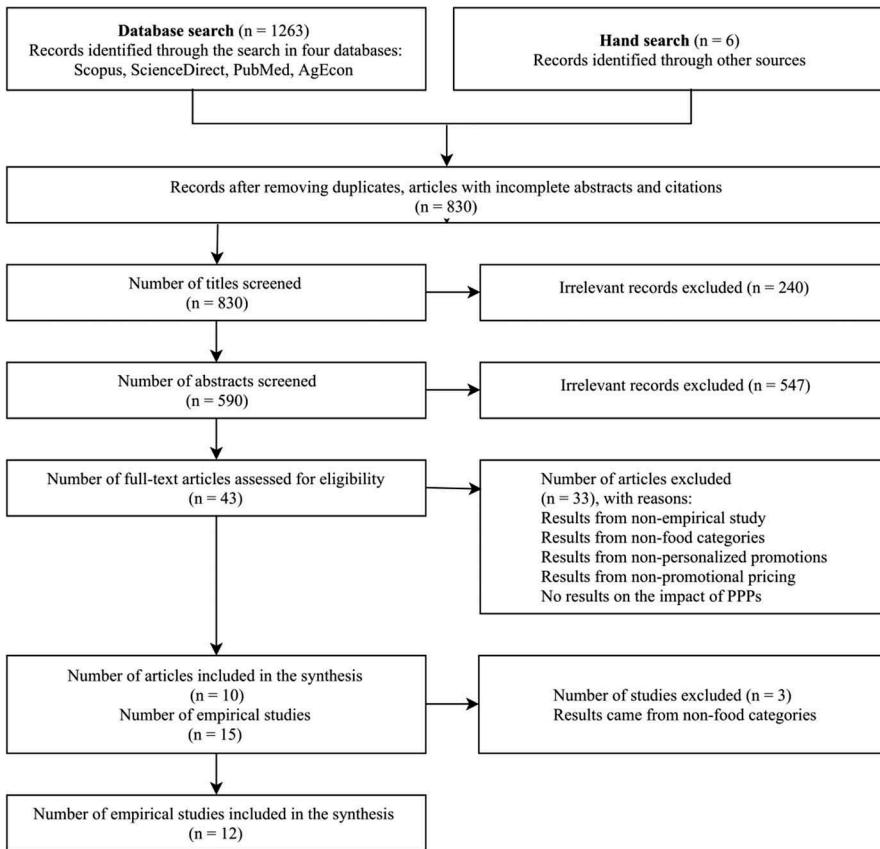 Database search (n = 1263)
Records identified through the search in four databases:
Scopus, ScienceDirect, PubMed, AgEcon
Hand search (n = 6)
Records identified through other sources
Records after removing duplicates, articles with incomplete abstracts and citations
(n = 830)
Number of titles screened
(n = 830)
Irrelevant records excluded (n = 240)
Number of abstracts screened
(n = 590)
Irrelevant records excluded (n = 547)
Number of full-text articles assessed for eligibility
(n = 43)
Number of articles excluded
(n = 33), with reasons:
Results from non-empirical study
Results from non-food categories
Results from non-personalized promotions
Results from non-promotional pricing
No results on the impact of PPPs
Number of articles included in the synthesis
(n = 10)
Number of empirical studies
(n = 15)
Number of studies excluded (n = 3)
Results came from non-food categories
Number of empirical studies included in the synthesis
(n = 12)